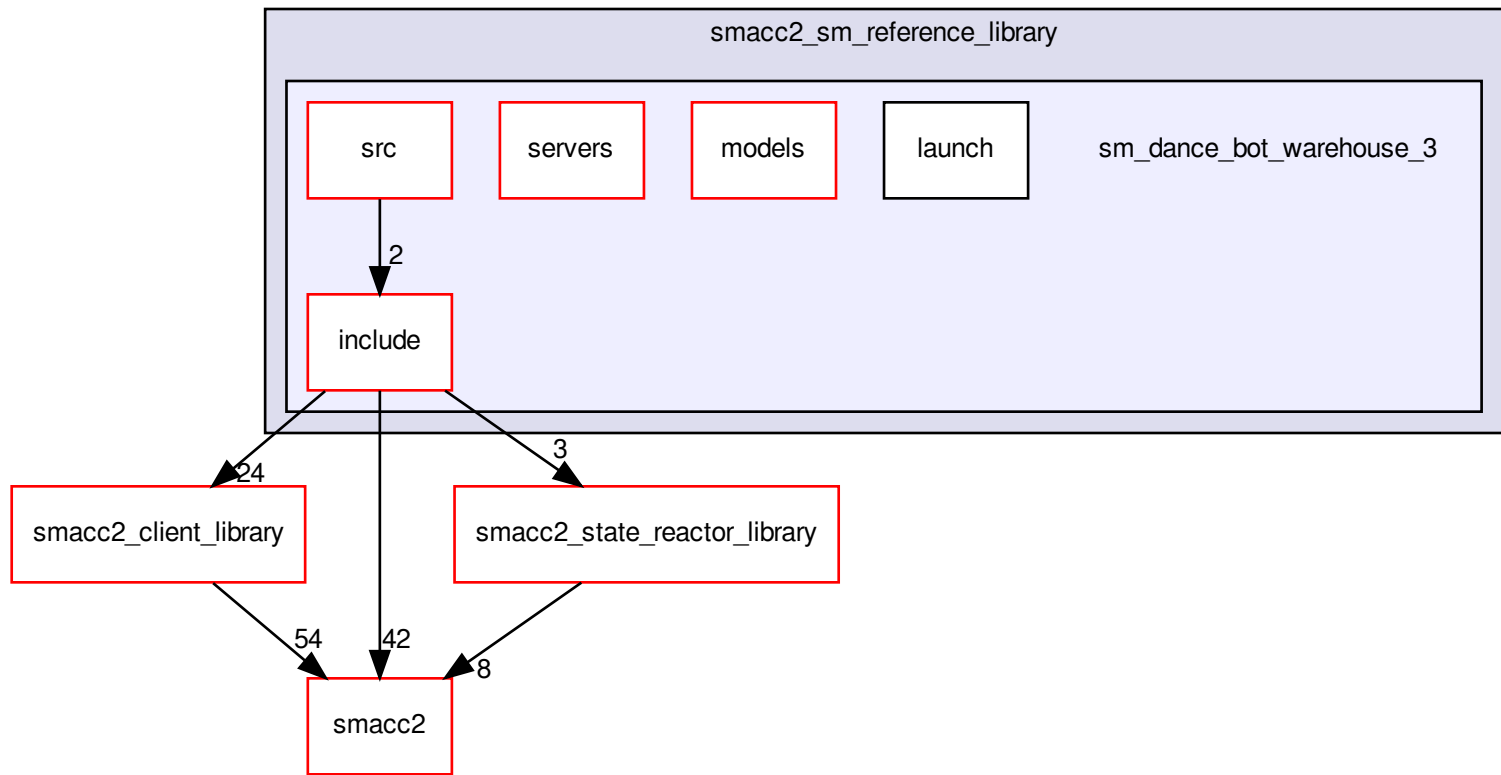 smacc2_sm_reference_library
src
servers
models
launch
sm_dance_bot_warehouse_3
2
include
24
3
smacc2_client_library
smacc2_state_reactor_library
54
42
8
smacc2